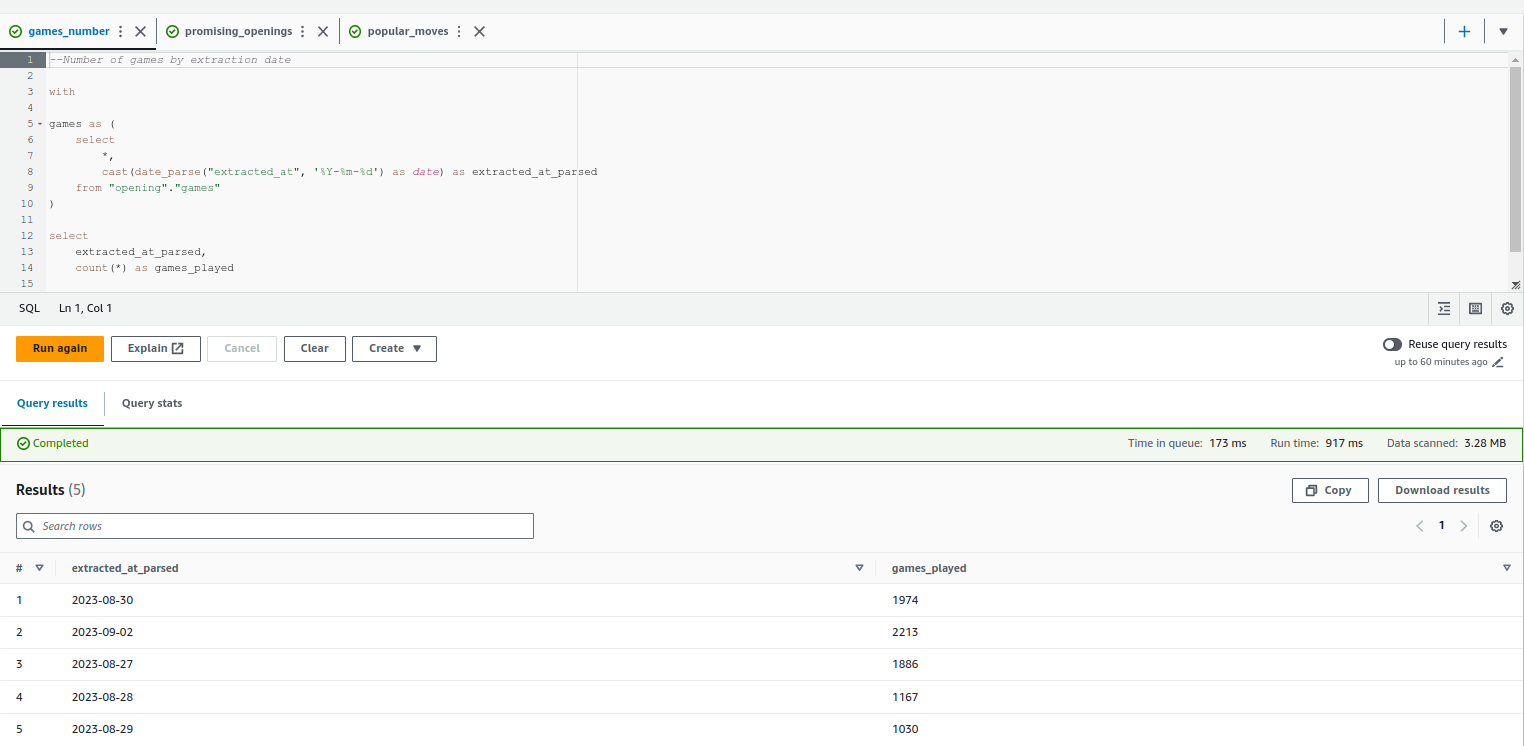 games_number promising_openings popular_moves
1 --Number of games by extraction date
2
3 with
4
5 games as (
6 select
7 *,
8 cast(date_parse("extracted_at", '%Y-%m-%d') as date) as extracted_at_parsed
9 from "opening"."games"
10 )
11
12 select
13 extracted_at_parsed,
14 count(*) as games_played
15
SQL Ln 1, Col 1
Run again Explain Cancel Clear Create Reuse query results
up to 60 minutes ago
Query results Query stats
Completed Time in queue: 173 ms Run time: 917 ms Data scanned: 3.28 MB
Results (5) Copy Download results
Search rows 1
# extracted_at_parsed games_played
1 2023-08-30 1974
2 2023-09-02 2213
3 2023-08-27 1886
4 2023-08-28 1167
5 2023-08-29 1030